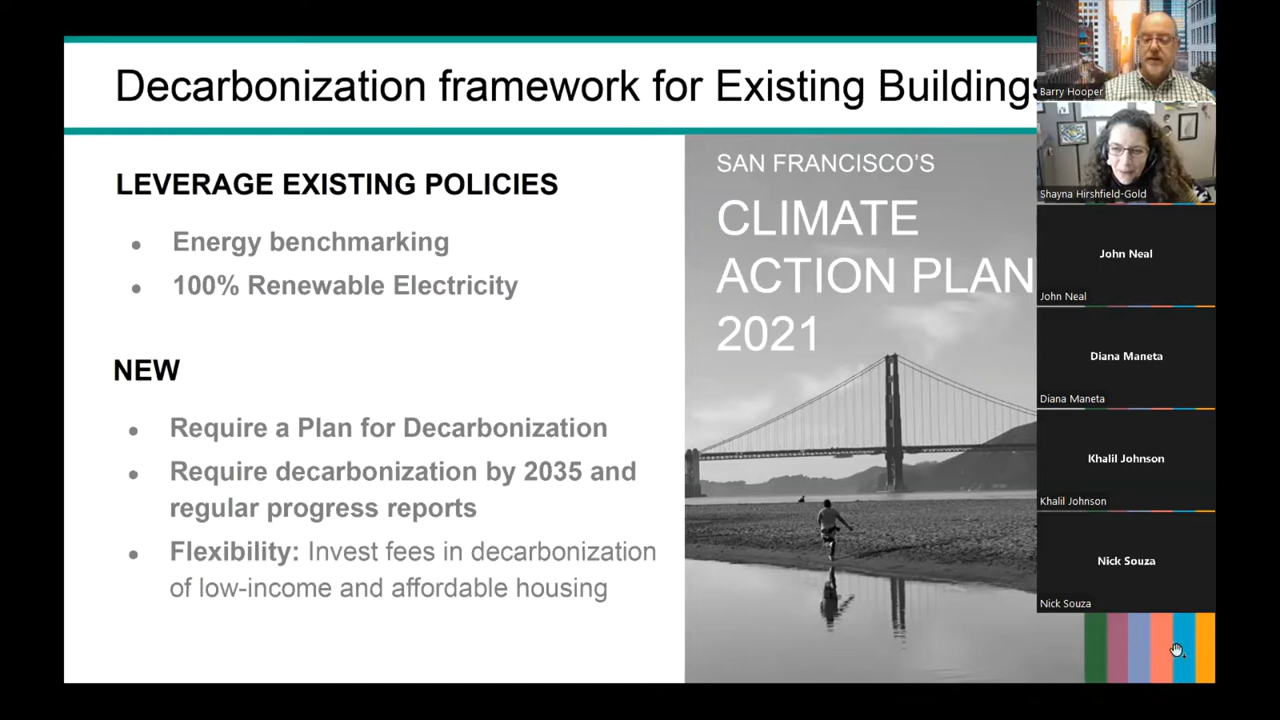 Decarbonization framework for Existing Buildings
LEVERAGE EXISTING POLICIES
● Energy benchmarking
● 100% Renewable Electricity
NEW
● Require a Plan for Decarbonization
● Require decarbonization by 2035 and
regular progress reports
● Flexibility: Invest fees in decarbonization
of low-income and affordable housing
SAN FRANCISCO'S
CLIMATE
ACTION PLAN
2021
Barry Hooper
Shayna Hirshfield-Gold
John Neal
John Neal
Diana Maneta
Diana Maneta
Khalil Johnson
Khalil Johnson
Nick Souza
Nick Souza